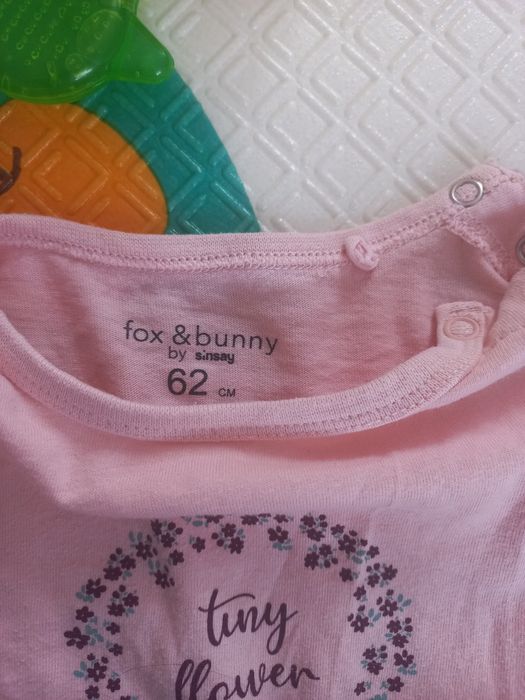 fox & bunny
by sinsay
62 CM
tiny
flower